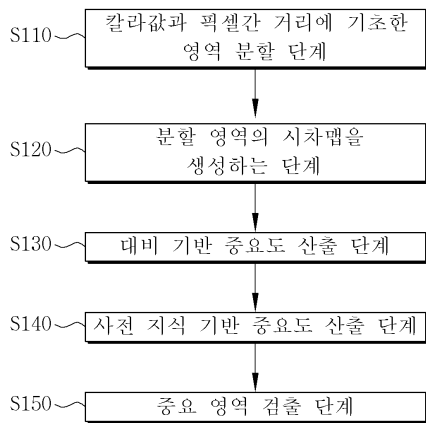 S110
칼라값과 픽셀간 거리에 기초한
영역 분할 단계
S120
분할 영역의 시차맵을
생성하는 단계
S130
대비 기반 중요도 산출 단계
S140
사전 지식 기반 중요도 산출 단계
S150
중요 영역 검출 단계